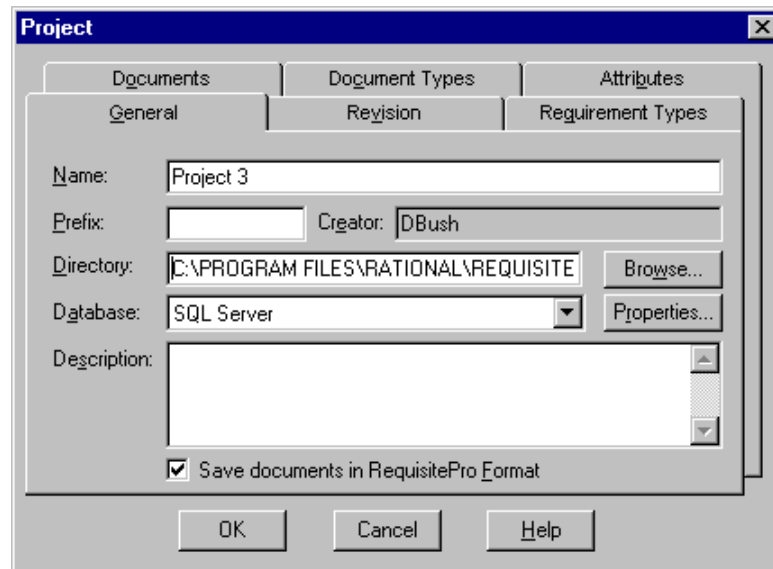 Project
Documents Document Types Attributes
General Revision Requirement Types
Name: Project 3
Prefix: Creator: DBush
Directory: C:\PROGRAM FILES\RATIONAL\REQUISITE Browse...
Database: SQL Server Properties...
Description:
Save documents in RequisitePro Format
OK Cancel Help